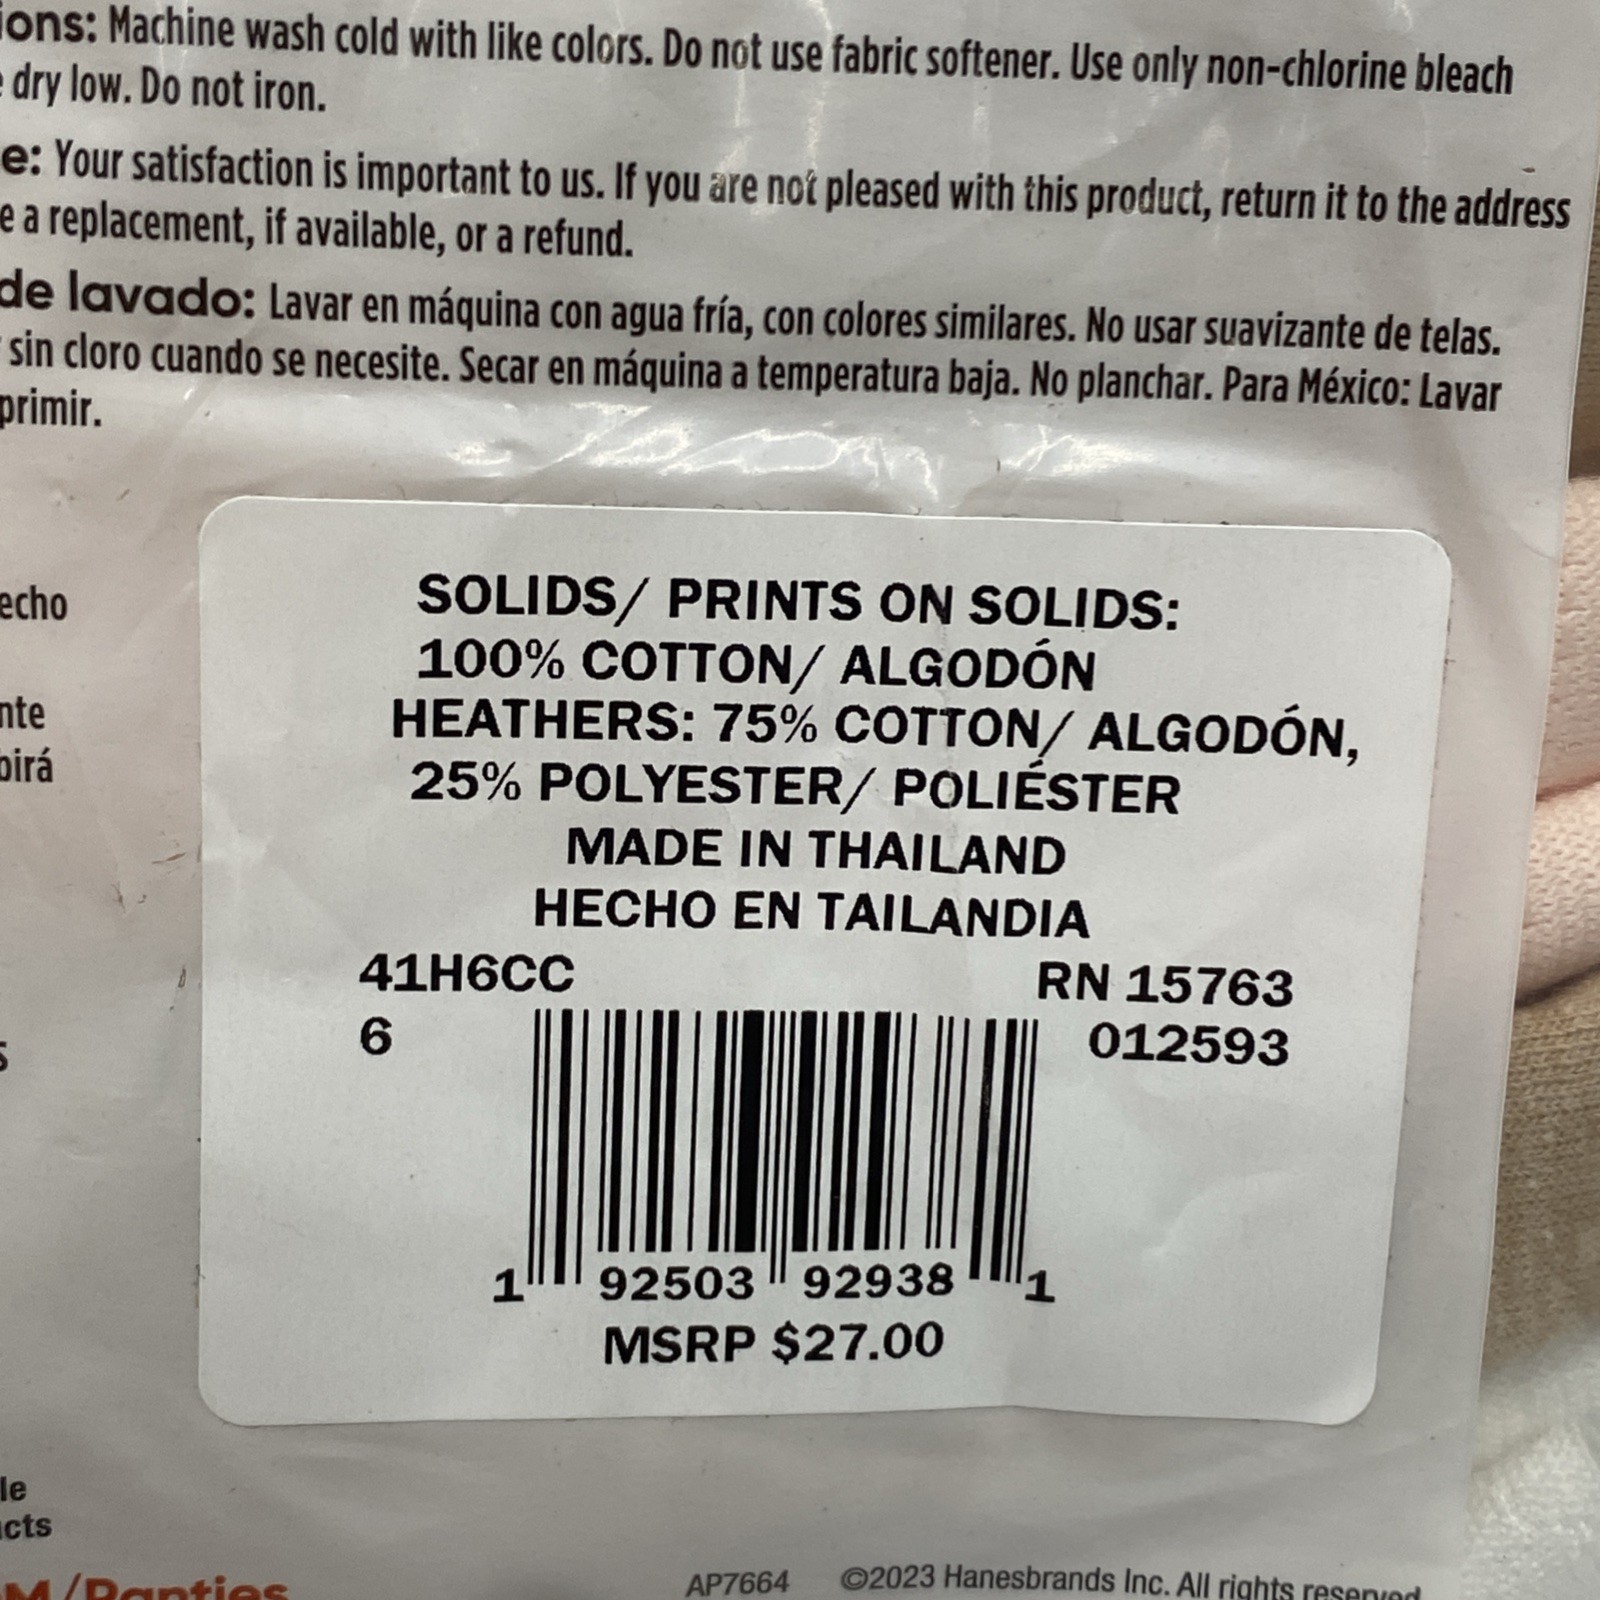 ions: Machine wash cold with like colors. Do not use fabric softener. Use only non-chlorine bleach
dry low. Do not iron.
e: Your satisfaction is important to us. If you are not pleased with this product, return it to the address
e a replacement, if available, or a refund.
de lavado: Lavar en máquina con agua fría, con colores similares. No usar suavizante de telas.
sin cloro cuando se necesite. Secar en máquina a temperatura baja. No planchar. Para México: Lavar
primir.
echo
nte
birá
s
SOLIDS/ PRINTS ON SOLIDS:
100% COTTON/ ALGODÓN
HEATHERS: 75% COTTON/ ALGODÓN,
25% POLYESTER/ POLIÉSTER
MADE IN THAILAND
HECHO EN TAILANDIA
41H6CC RN 15763
6 012593
1 92503 92938 1
MSRP $27.00
le
cts
M/Panties
AP7664 ©2023 Hanesbrands Inc. All rights reserved